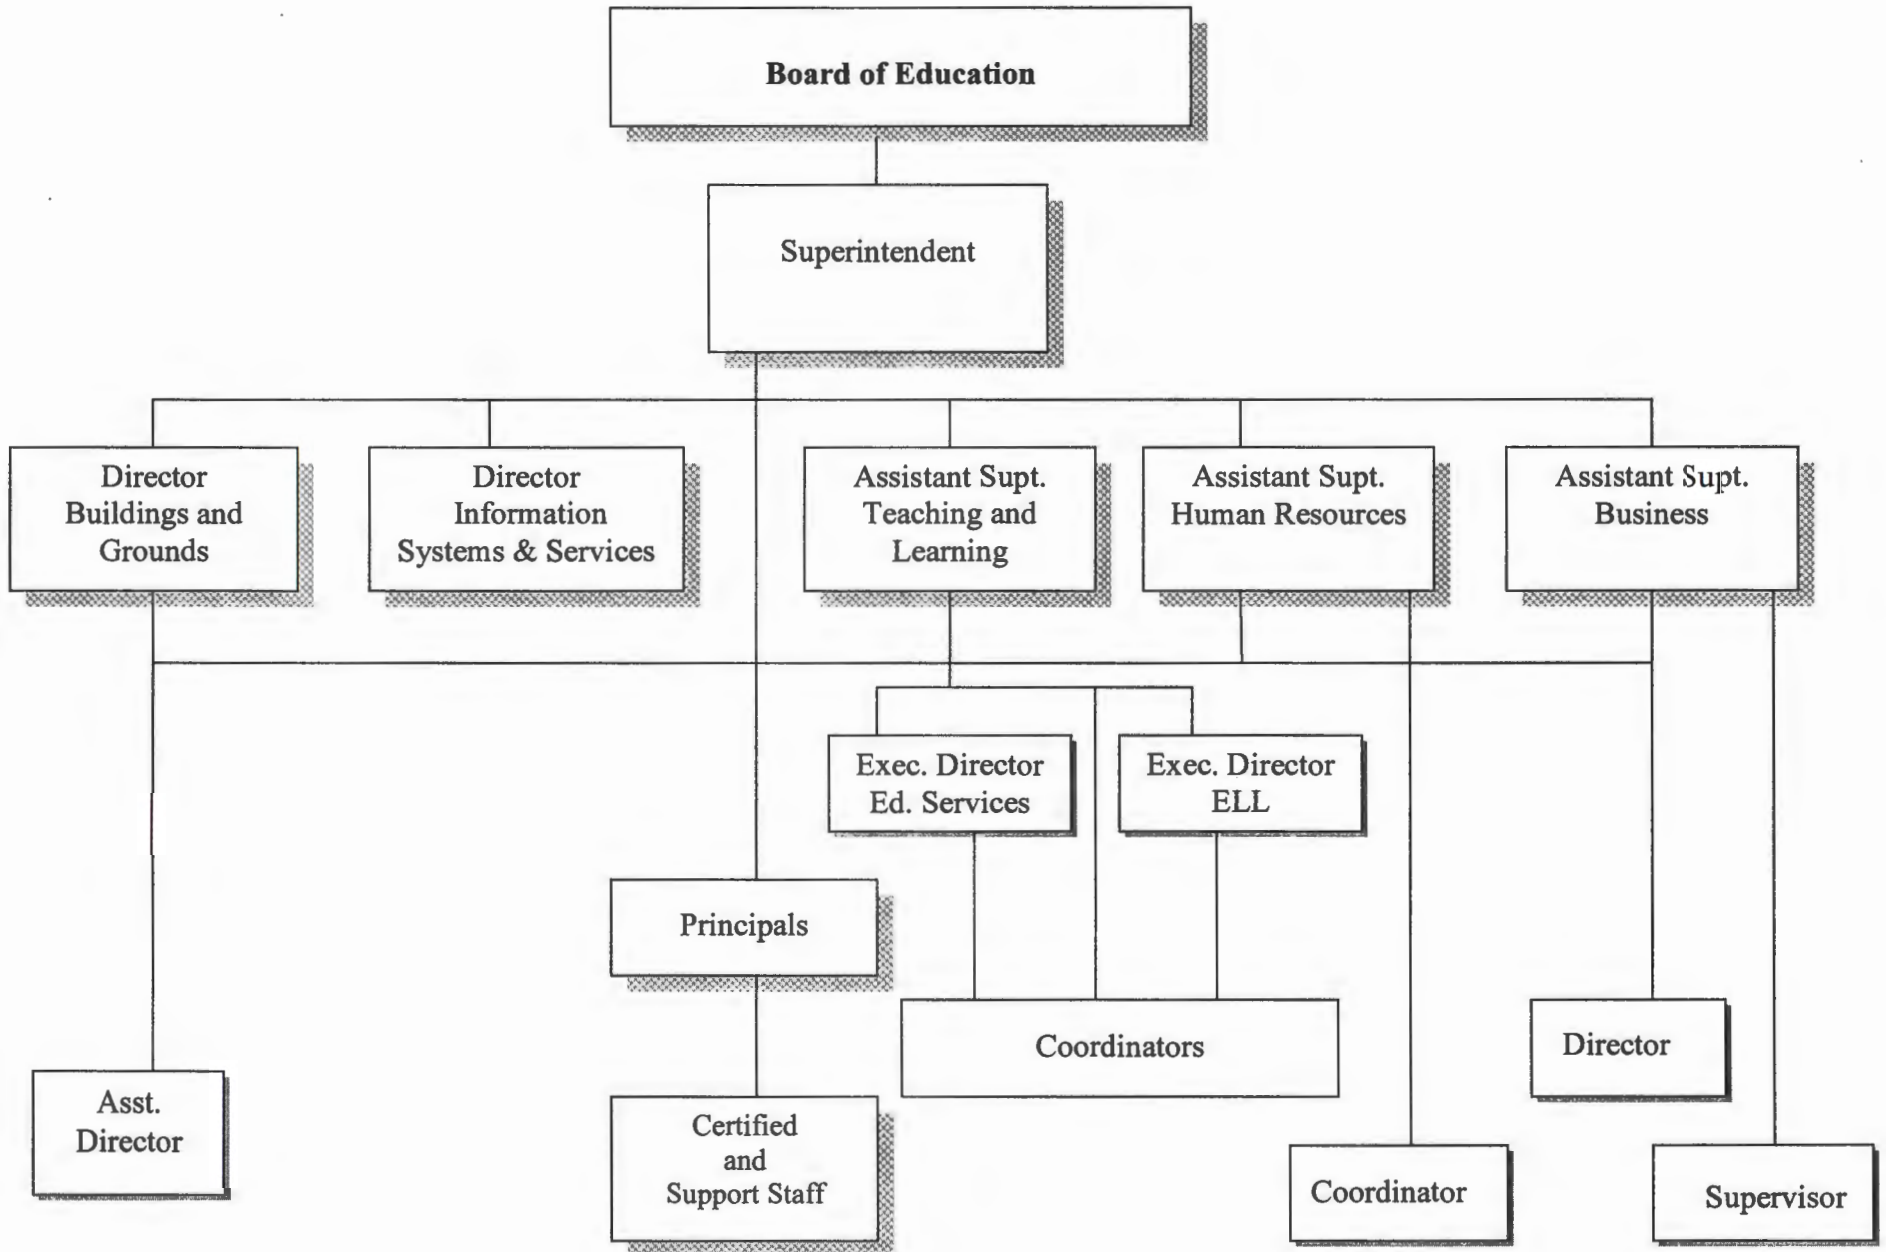 Board of Education
Superintendent
Director
Buildings and
Grounds
Director
Information
Systems & Services
Assistant Supt.
Teaching and
Learning
Assistant Supt.
Human Resources
Assistant Supt.
Business
Exec. Director
Ed. Services
Exec. Director
ELL
Principals
Coordinators
Director
Asst.
Director
Certified
and
Support Staff
Coordinator
Supervisor